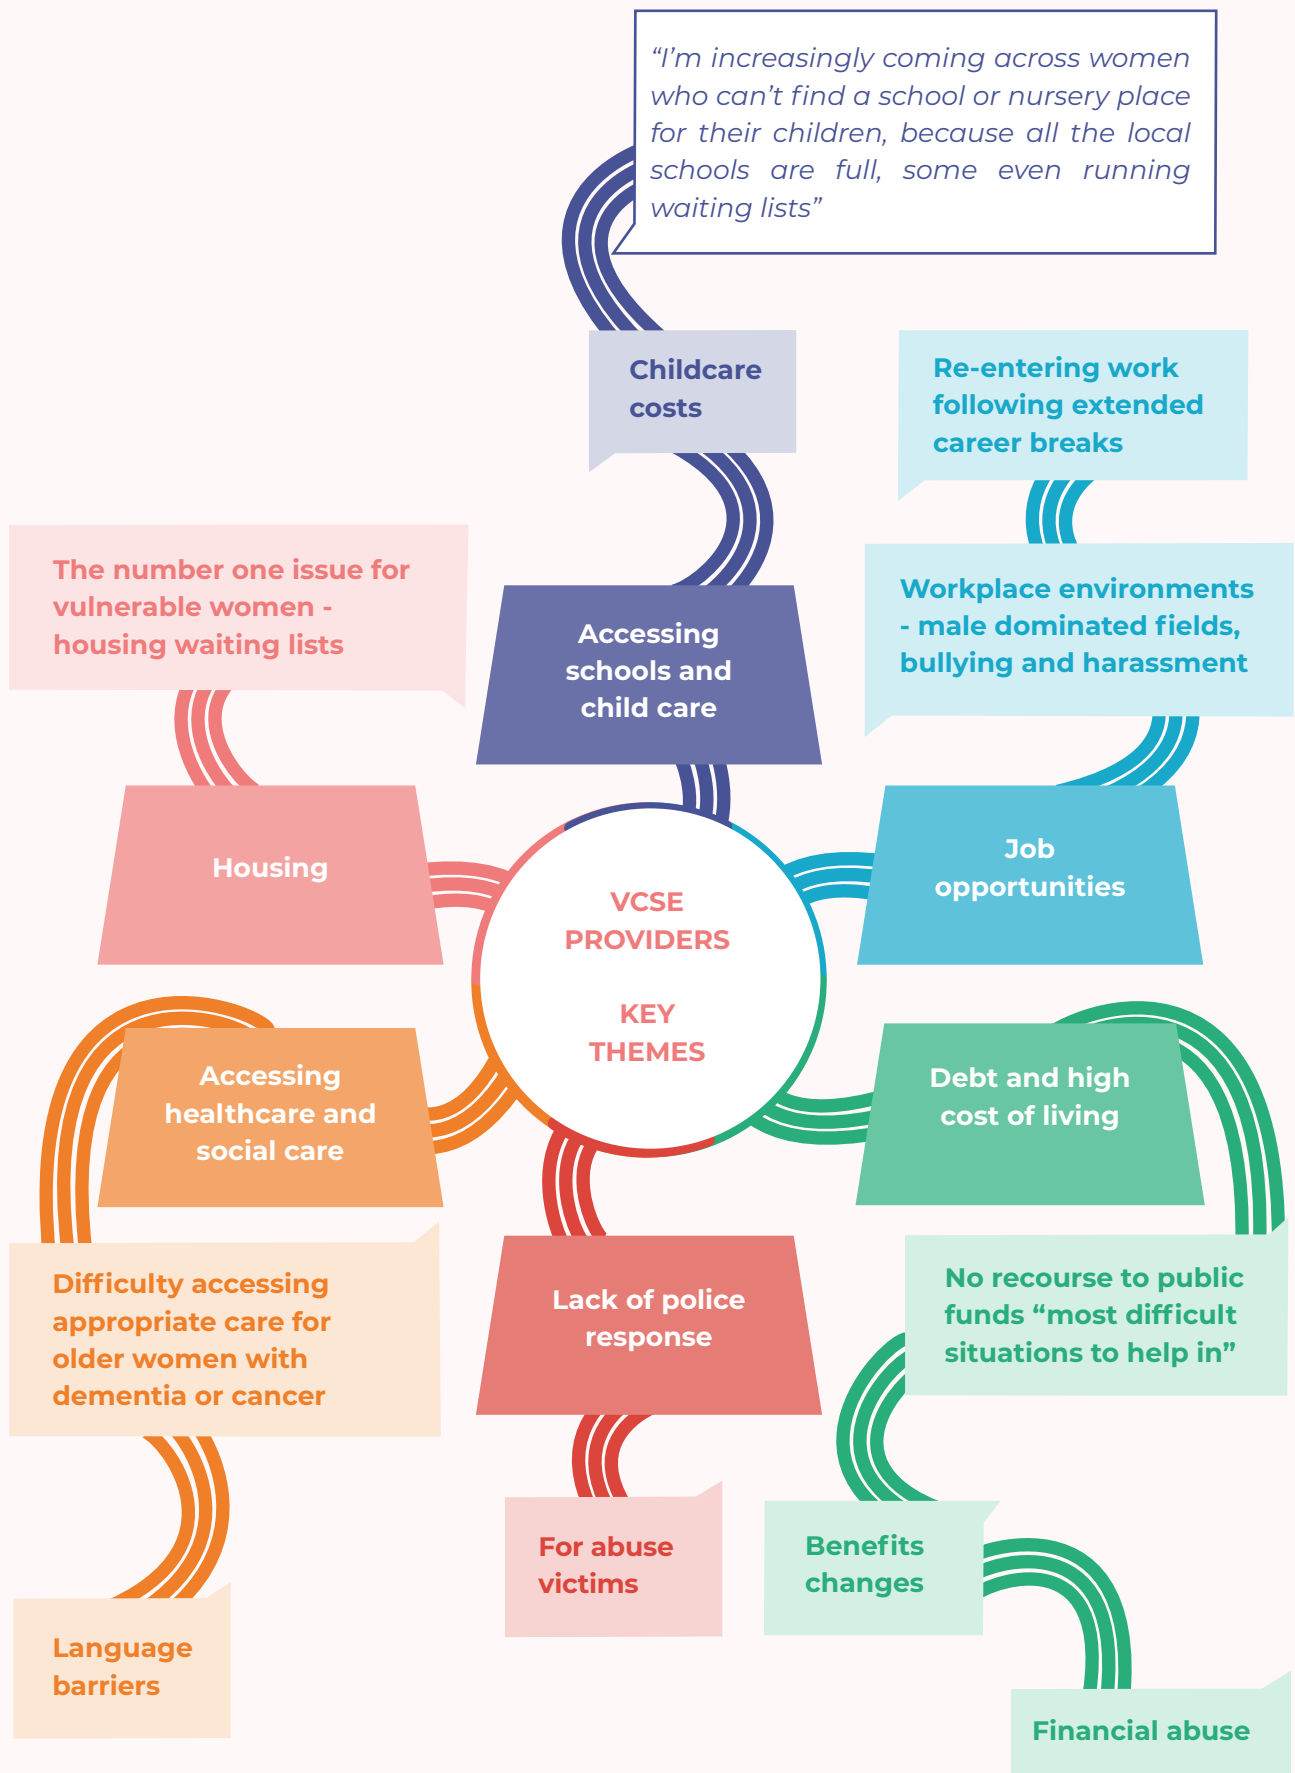 “I’m increasingly coming across women
who can’t find a school or nursery place
for their children, because all the local
schools are full, some even running
waiting lists”
Childcare
costs
Re-entering work
following extended
career breaks
The number one issue for
vulnerable women -
housing waiting lists
Accessing
schools and
child care
Workplace environments
- male dominated fields,
bullying and harassment
Housing
Job
opportunities
VCSE
PROVIDERS
KEY
THEMES
Accessing
healthcare and
social care
Debt and high
cost of living
Difficulty accessing
appropriate care for
older women with
dementia or cancer
Lack of police
response
No recourse to public
funds “most difficult
situations to help in”
For abuse
victims
Benefits
changes
Language
barriers
Financial abuse